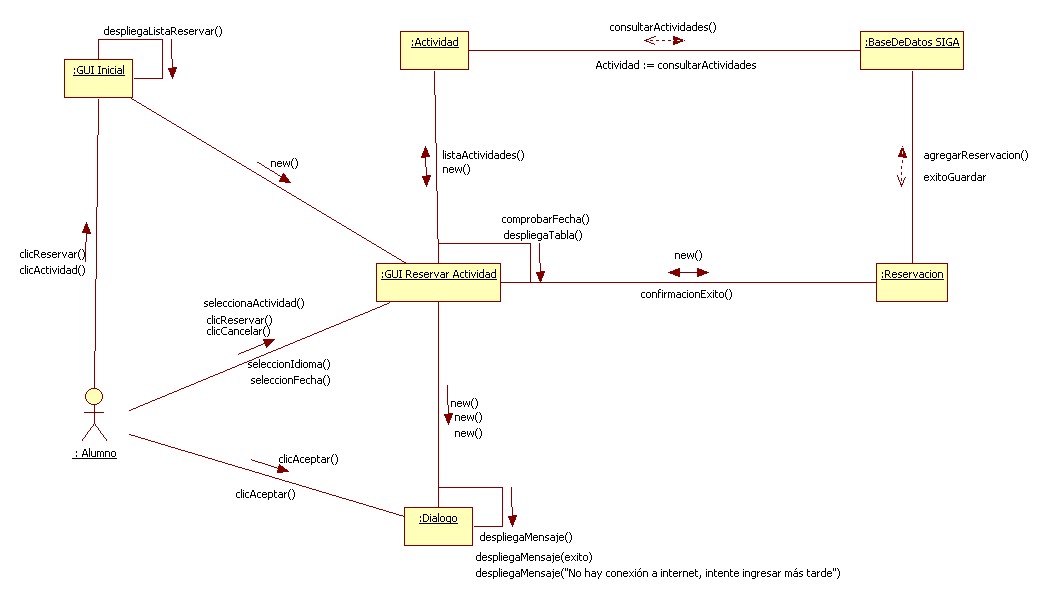 despliegaListaReservar()
:GUI Inicial
:Actividad
consultarActividades()
Actividad := consultarActividades
:BaseDeDatos SIGA
new()
listaActividades()
new()
agregarReservacion()
exitoGuardar
clicReservar()
clicActividad()
comprobarFecha()
despliegaTabla()
:GUI Reservar Actividad
new()
confirmacionExito()
:Reservacion
seleccionaActividad()
clicReservar()
clicCancelar()
seleccionIdioma()
seleccionFecha()
new()
new()
new()
: Alumno
clicAceptar()
clicAceptar()
:Dialogo
despliegaMensaje()
despliegaMensaje(exito)
despliegaMensaje("No hay conexión a internet, intente ingresar más tarde")